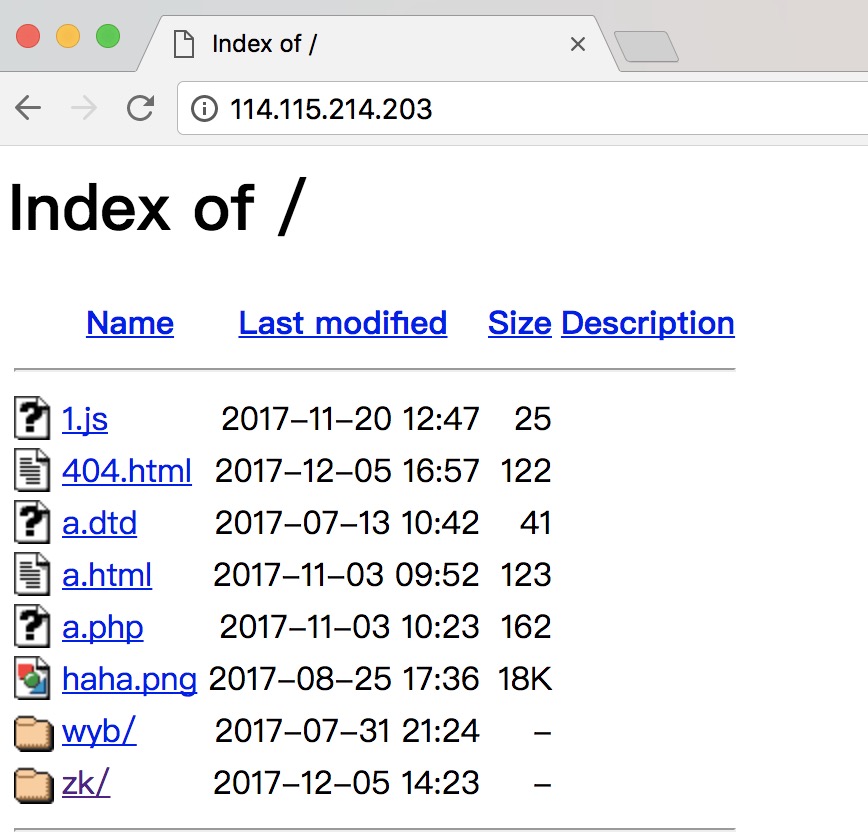 Index of /
114.115.214.203
Index of /
Name Last modified Size Description
1.js 2017-11-20 12:47 25
404.html 2017-12-05 16:57 122
a.dtd 2017-07-13 10:42 41
a.html 2017-11-03 09:52 123
a.php 2017-11-03 10:23 162
haha.png 2017-08-25 17:36 18K
wyb/ 2017-07-31 21:24 -
zk/ 2017-12-05 14:23 -